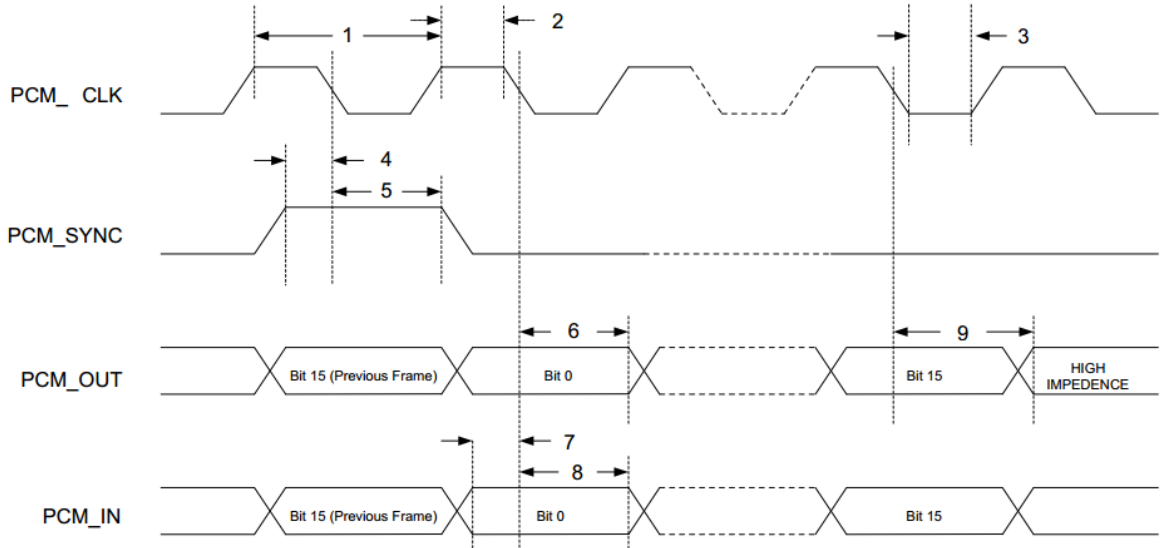 1
2
3
PCM_ CLK
4
5
PCM_SYNC
6
9
PCM_OUT
Bit 15 (Previous Frame)
Bit 0
Bit 15
HIGH
IMPEDENCE
7
8
PCM_IN
Bit 15 (Previous Frame)
Bit 0
Bit 15